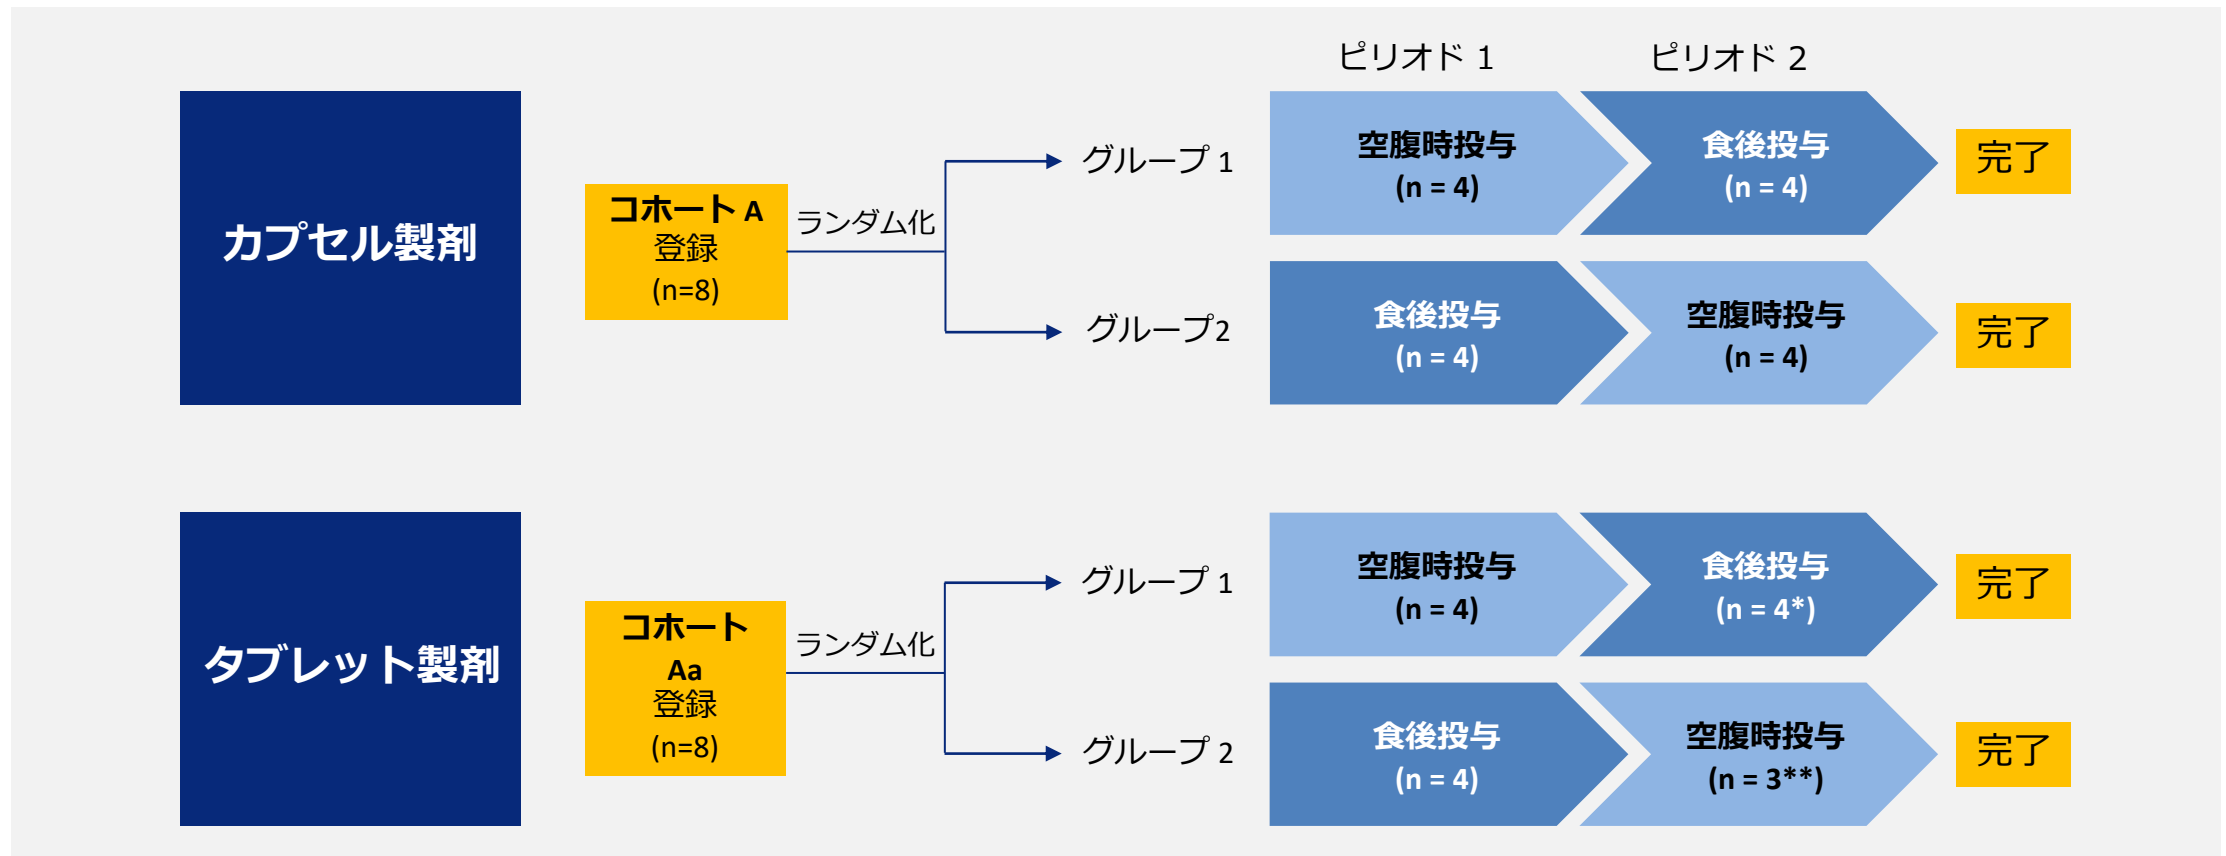 ピリオド 1
ピリオド 2
カプセル製剤
コホート A
登録
(n=8)
ランダム化
グループ 1
空腹時投与
(n = 4)
食後投与
(n = 4)
完了
グループ2
食後投与
(n = 4)
空腹時投与
(n = 4)
完了
タブレット製剤
コホート
Aa
登録
(n=8)
ランダム化
グループ 1
空腹時投与
(n = 4)
食後投与
(n = 4*)
完了
グループ 2
食後投与
(n = 4)
空腹時投与
(n = 3**)
完了